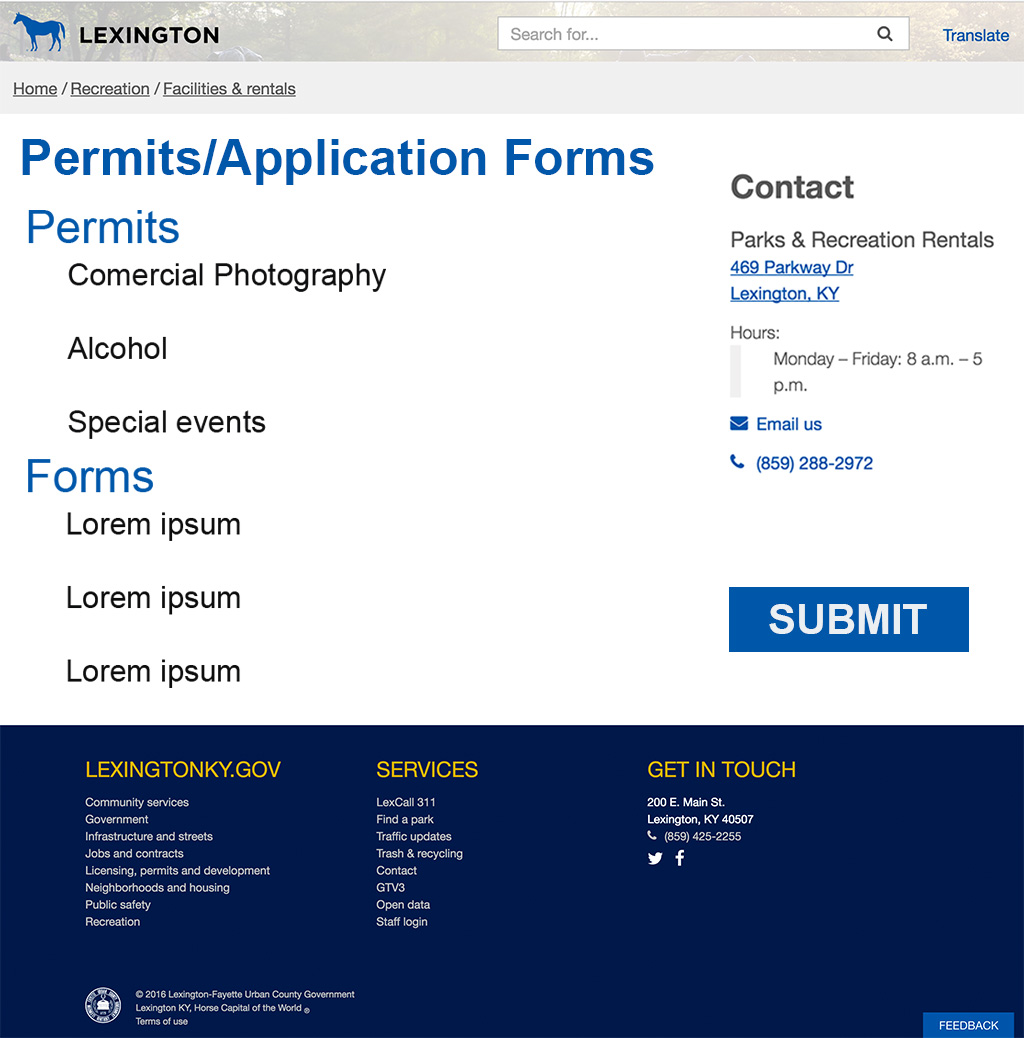 LEXINGTON
Search for...
Translate
Home / Recreation / Facilities & rentals
Permits/Application Forms
Permits
Comercial Photography
Alcohol
Special events
Forms
Lorem ipsum
Lorem ipsum
Lorem ipsum
Contact
Parks & Recreation Rentals
469 Parkway Dr
Lexington, KY
Hours:
Monday – Friday: 8 a.m. – 5
p.m.
Email us
(859) 288-2972
SUBMIT
LEXINGTONKY.GOV
Community services
Government
Infrastructure and streets
Jobs and contracts
Licensing, permits and development
Neighborhoods and housing
Public safety
Recreation
SERVICES
LexCall 311
Find a park
Traffic updates
Trash & recycling
Contact
GTV3
Open data
Staff login
GET IN TOUCH
200 E. Main St.
Lexington, KY 40507
(859) 425-2255
© 2016 Lexington-Fayette Urban County Government
Lexington KY, Horse Capital of the World ®
Terms of use
FEEDBACK